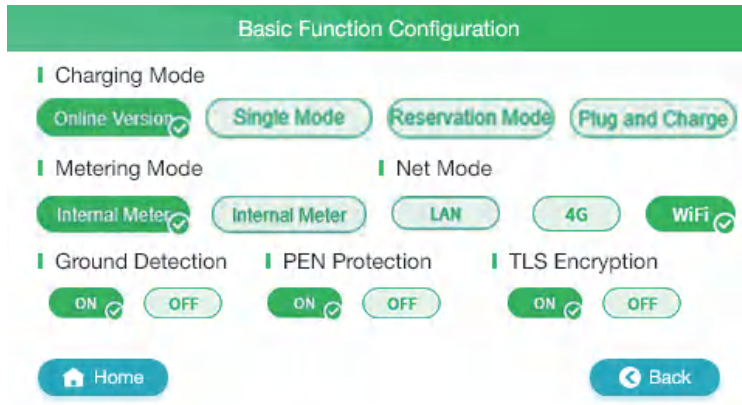 Basic Function Configuration
Charging Mode
Online Version Single Mode Reservation Mode Plug and Charge
Metering Mode Net Mode
Internal Meter Internal Meter LAN 4G WiFi
Ground Detection PEN Protection TLS Encryption
ON OFF ON OFF ON OFF
Home Back